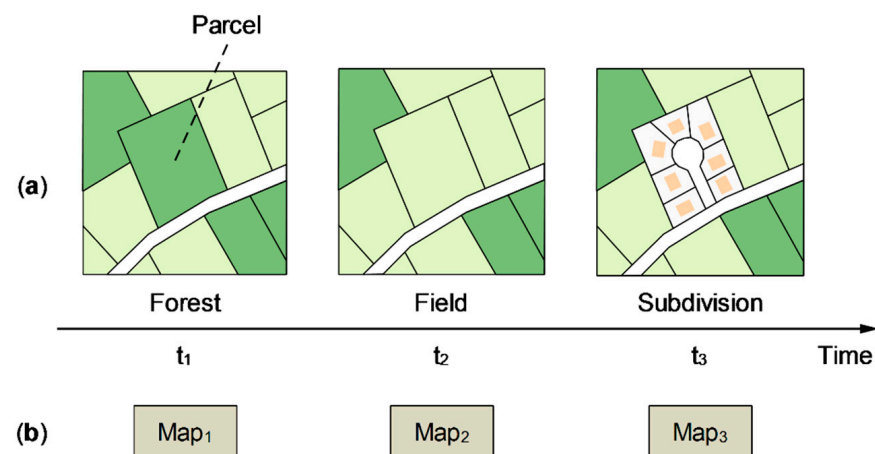 Parcel
(a)
Forest Field Subdivision
t₁ t₂ t₃ Time
(b) Map₁ Map₂ Map₃